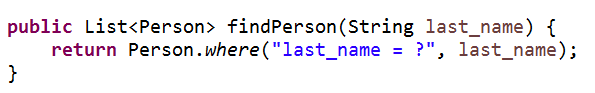 public List<Person> findPerson(String last_name) {
    return Person.where("last_name = ?", last_name);
}